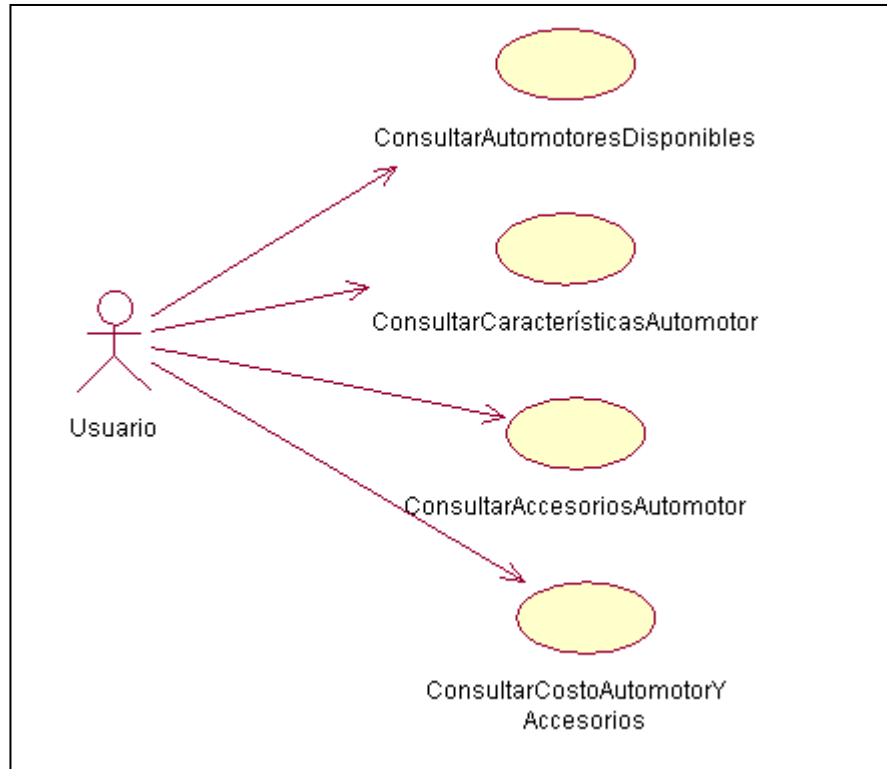 ConsultarAutomotoresDisponibles
ConsultarCaracterísticasAutomotor
Usuario
ConsultarAccesoriosAutomotor
ConsultarCostoAutomotorY
Accesorios